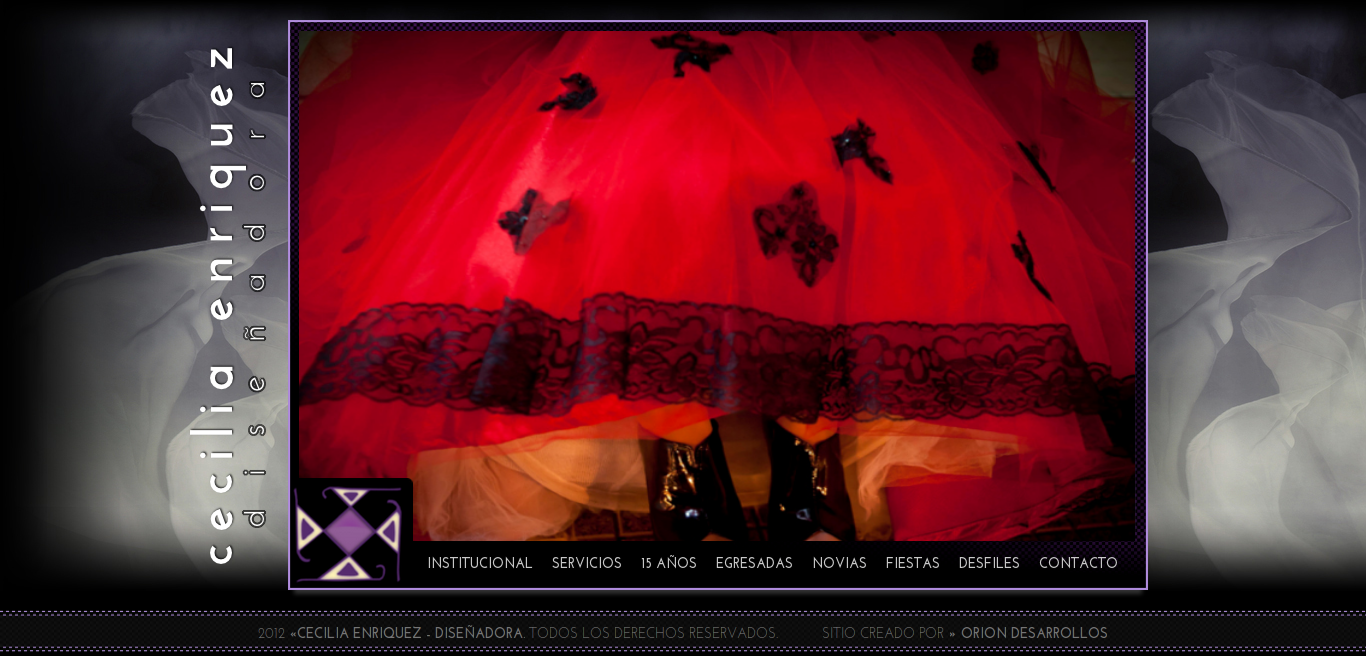 cecilia enriquez
diseñadora
INSTITUCIONAL SERVICIOS 15 AÑOS EGRESADAS NOVIAS FIESTAS DESFILES CONTACTO
2012 «CECILIA ENRIQUEZ - DISEÑADORA. TODOS LOS DERECHOS RESERVADOS. SITIO CREADO POR » ORION DESARROLLOS